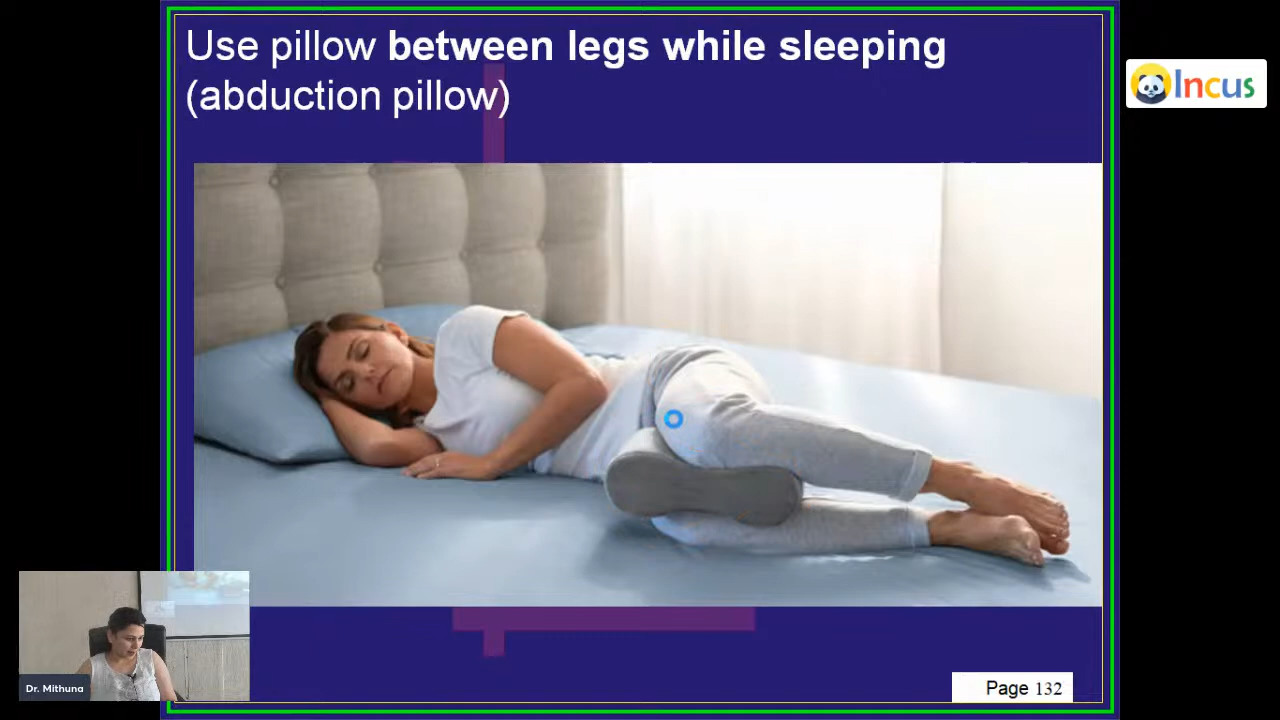 Use pillow between legs while sleeping
(abduction pillow)
Incus
Dr. Mithuna
Page 132